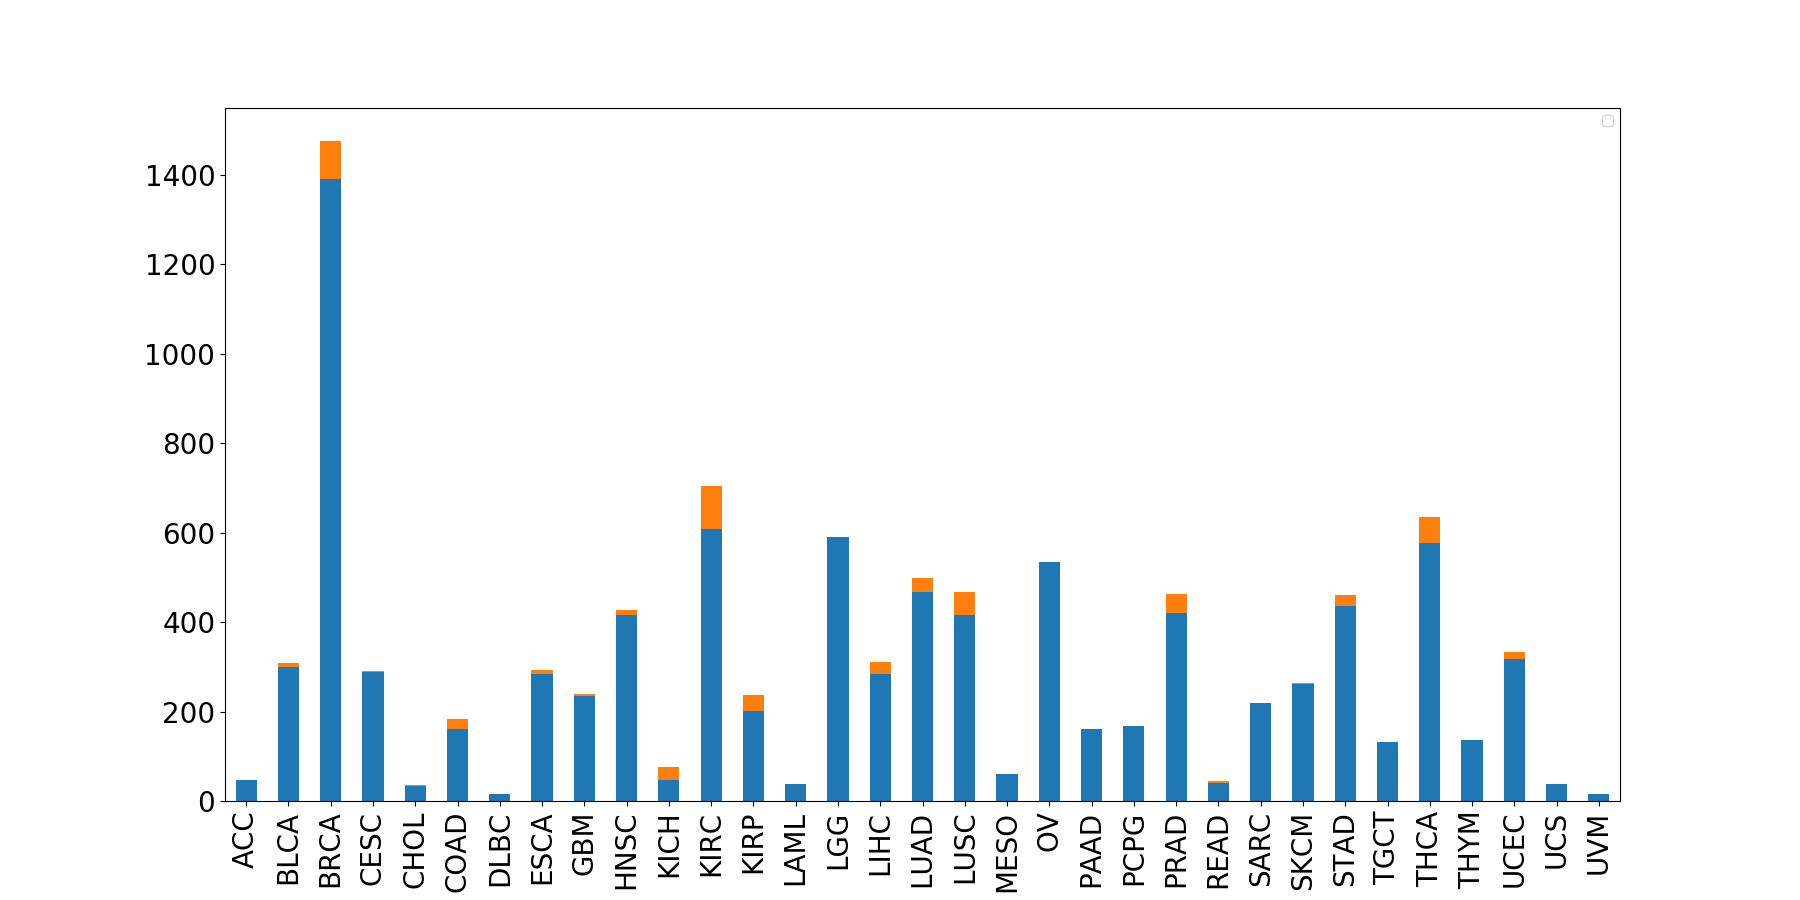 1400
1200
1000
800
600
400
200
0
ACC
BLCA
BRCA
CESC
CHOL
COAD
DLBC
ESCA
GBM
HNSC
KICH
KIRC
KIRP
LAML
LGG
LIHC
LUAD
LUSC
MESO
OV
PAAD
PCPG
PRAD
READ
SARC
SKCM
STAD
TGCT
THCA
THYM
UCEC
UCS
UVM